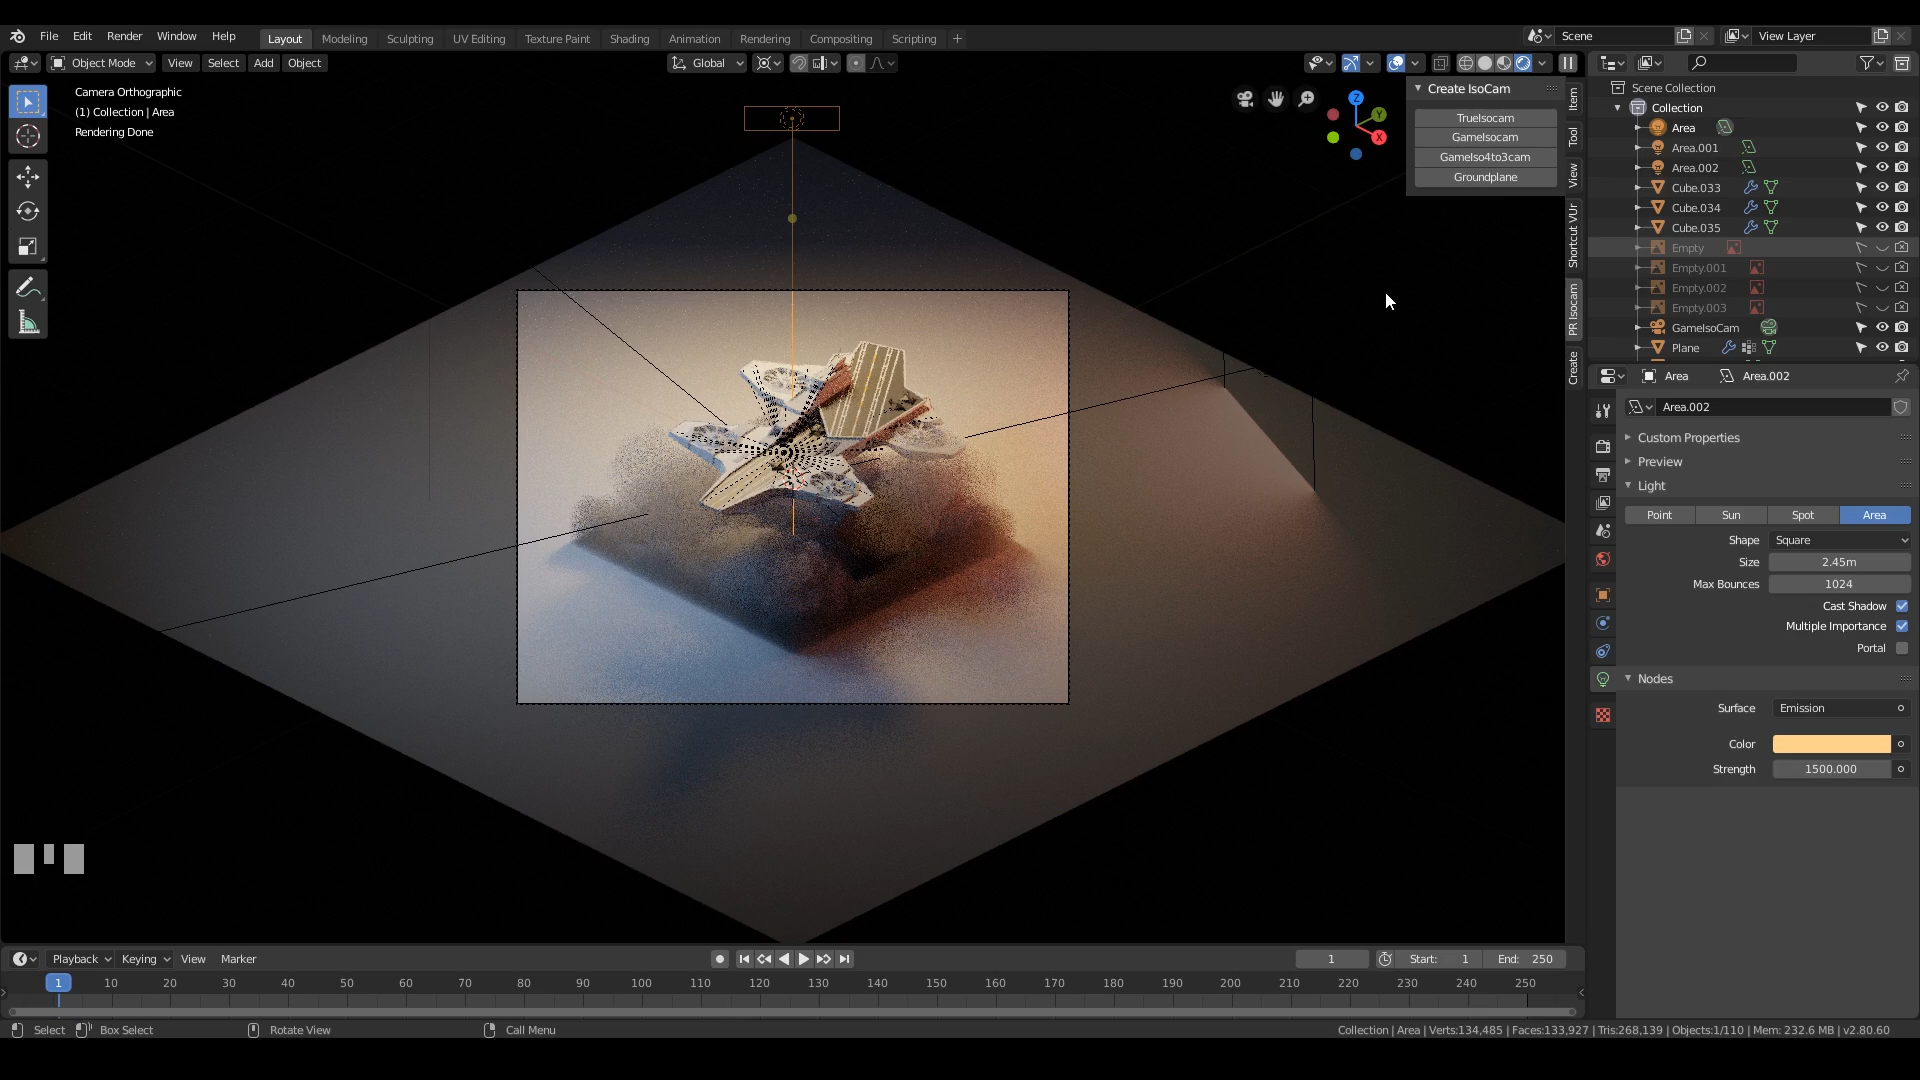 File Edit Render Window Help Layout Modeling Sculpting UV Editing Texture Paint Shading Animation Rendering Compositing Scripting + Scene View Layer
Object Mode View Select Add Object Global
Camera Orthographic
(1) Collection | Area
Rendering Done
Z
Y
X
Create IsoCam
TrueIsocam
GameIsocam
GameIso4to3cam
Groundplane
Item
Tool
View
Shortcut VUr
PR Isocam
Create
Scene Collection
Collection
Area
Area.001
Area.002
Cube.033
Cube.034
Cube.035
Empty
Empty.001
Empty.002
Empty.003
GameIsoCam
Plane
Area Area.002
Area.002
Custom Properties
Preview
Light
Point Sun Spot Area
Shape Square
Size 2.45m
Max Bounces 1024
Cast Shadow
Multiple Importance
Portal
Nodes
Surface Emission
Color
Strength 1500.000
Playback Keying View Marker 1 Start: 1 End: 250
1 10 20 30 40 50 60 70 80 90 100 110 120 130 140 150 160 170 180 190 200 210 220 230 240 250
Select Box Select Rotate View Call Menu Collection | Area | Verts:134,485 | Faces:133,927 | Tris:268,139 | Objects:1/110 | Mem: 232.6 MB | v2.80.60